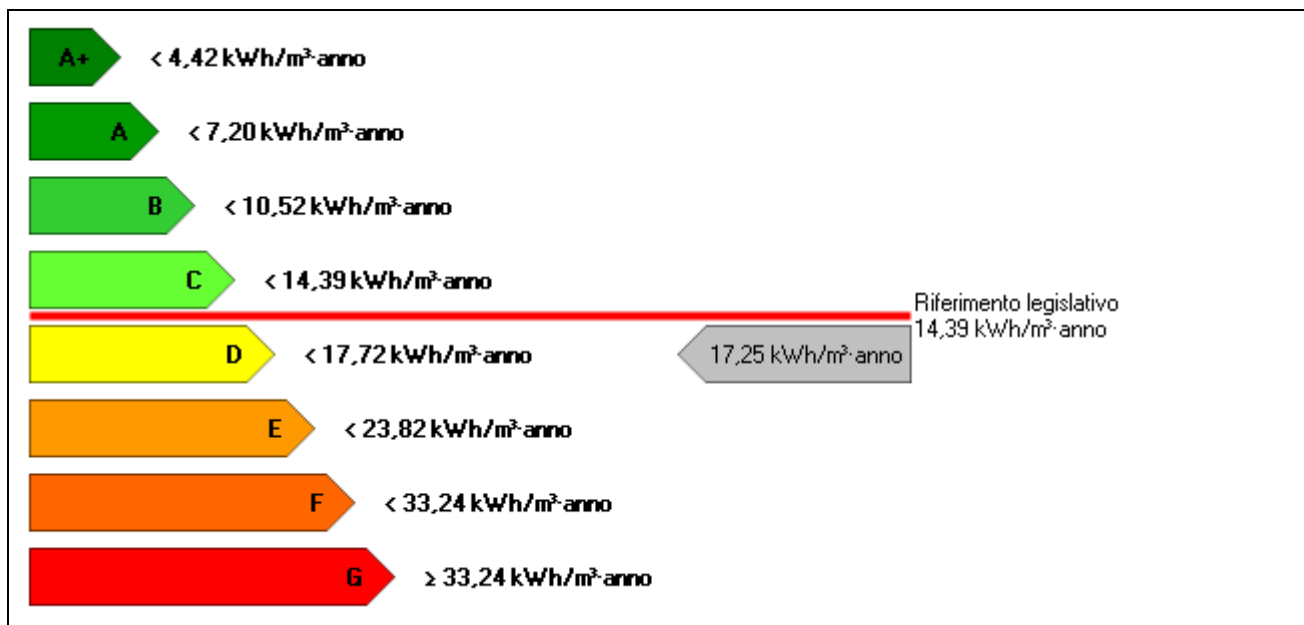 A+ < 4,42 kWh/m³·anno
A < 7,20 kWh/m³·anno
B < 10,52 kWh/m³·anno
C < 14,39 kWh/m³·anno
Riferimento legislativo
14,39 kWh/m³·anno
D < 17,72 kWh/m³·anno 17,25 kWh/m³·anno
E < 23,82 kWh/m³·anno
F < 33,24 kWh/m³·anno
G ≥ 33,24 kWh/m³·anno